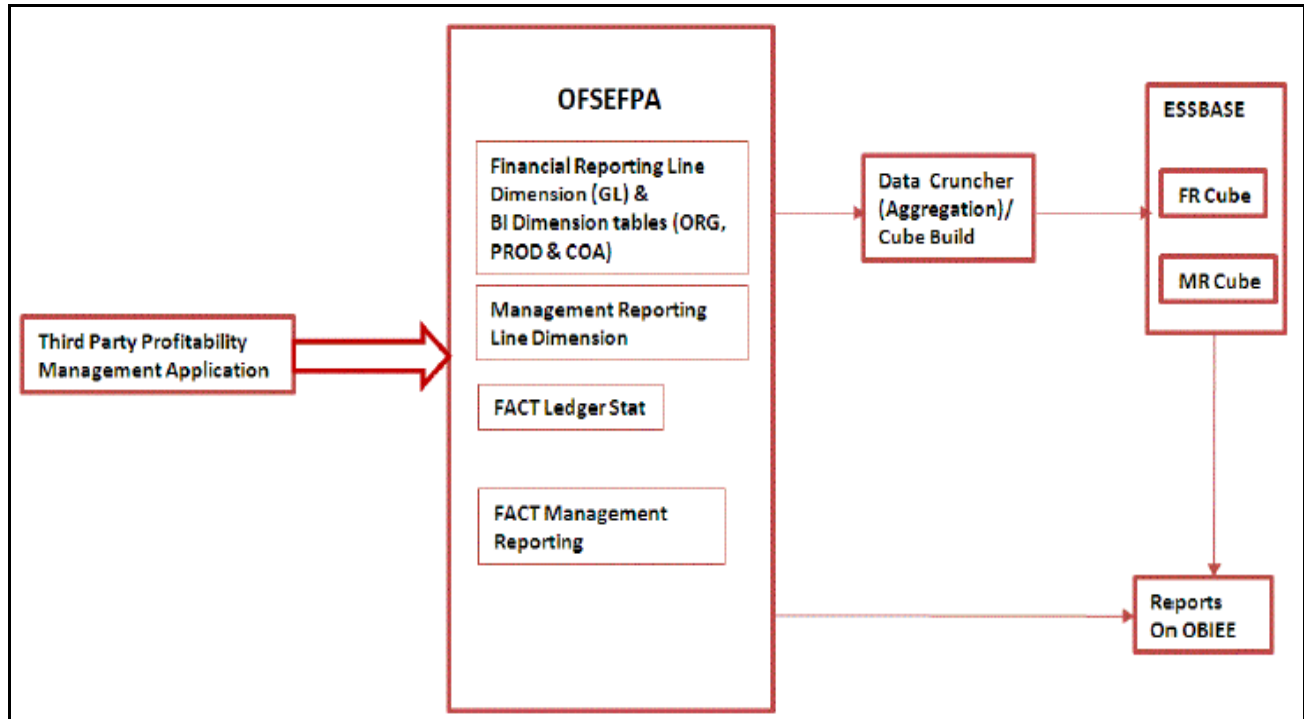 OFSEFPA
Financial Reporting Line
Dimension (GL) &
BI Dimension tables (ORG,
PROD & COA)
Management Reporting
Line Dimension
FACT Ledger Stat
FACT Management
Reporting
Third Party Profitability
Management Application
Data Cruncher
(Aggregation)/
Cube Build
ESSBASE
FR Cube
MR Cube
Reports
On OBIEE